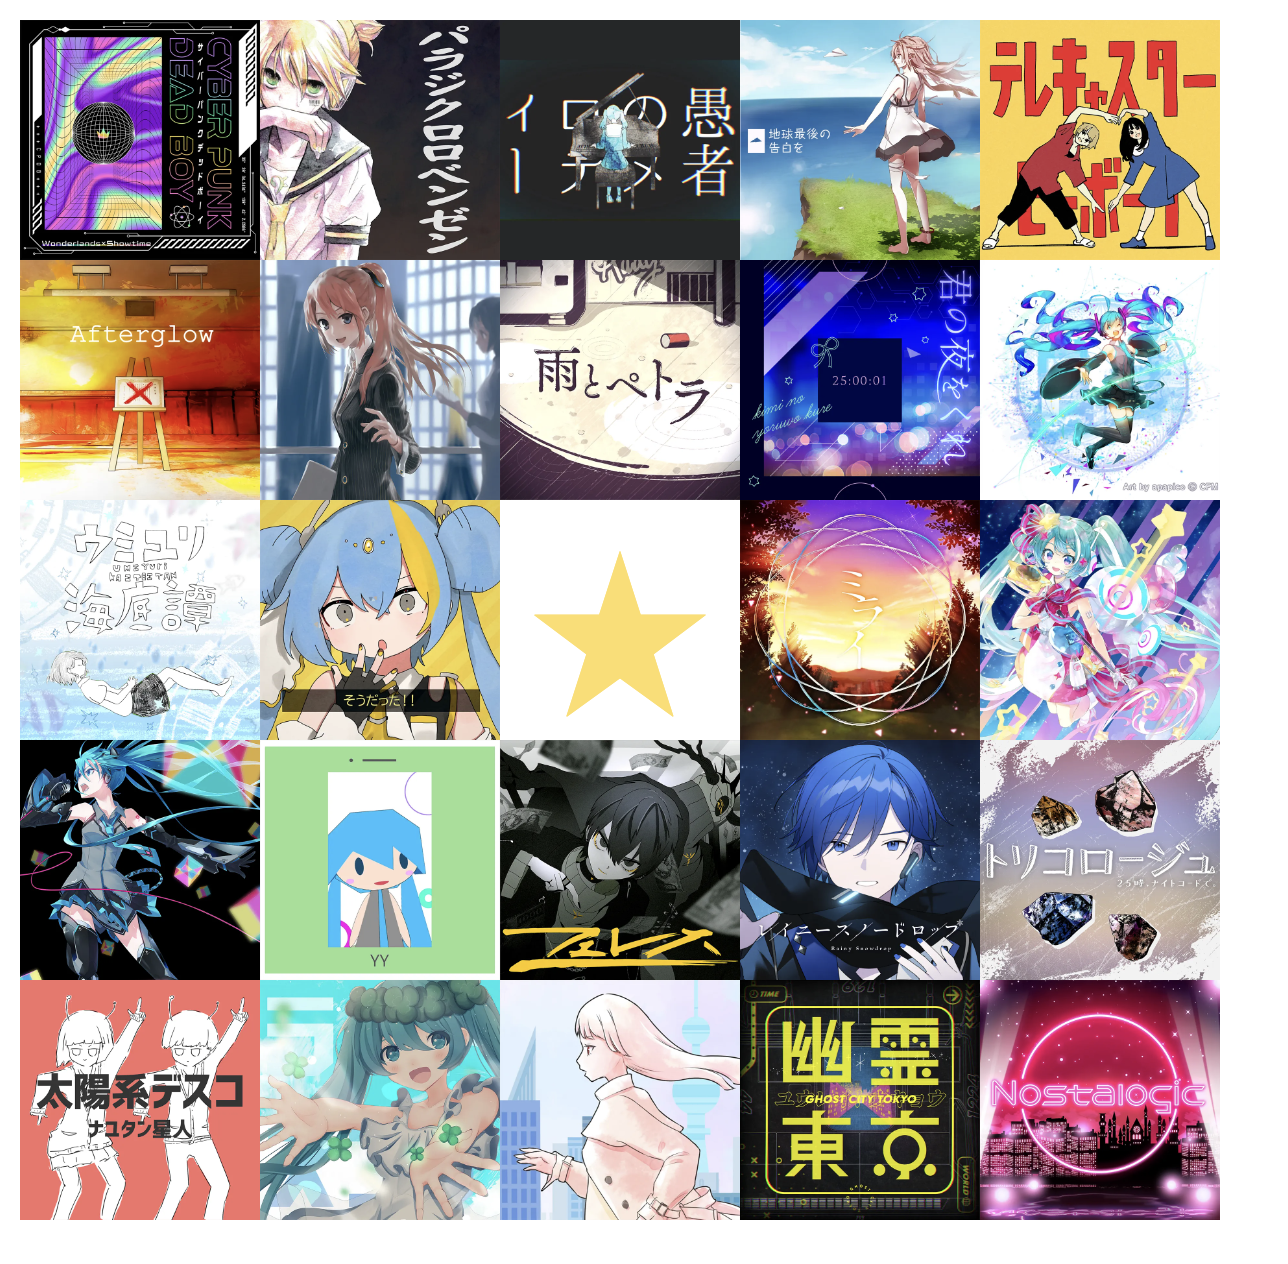 CYBER PUNK
サイバーパンクデッドボーイ
DEAD BOY
Wonderlands×Showtime
パラジクロロベンゼン
愚者の
地球最後の
告白を
テレキャスター
ビーボーイ
Afterglow
雨とペトラ
君の夜をくれ
25:00:01
kimi no
yoruwo kure
Art by apapico © CFM
ウミユリ
UMIYURI
KAITEITAN
海底譚
そうだった!!
ミライ
YY
フェレス
レイニースノードロップ
Rainy Snowdrop
トリコロージュ
25時、ナイトコードで。
太陽系デスコ
ナユタン星人
TIME
幽霊
GHOST CITY TOKYO
東京
WORLD
Nostalogic